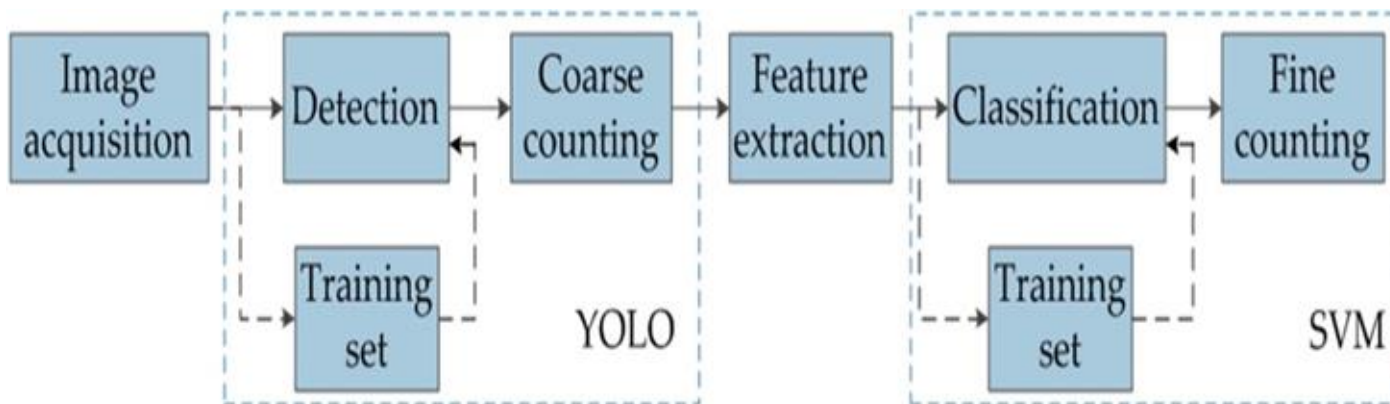 Image
acquisition
Detection
Coarse
counting
Feature
extraction
Classification
Fine
counting
Training
set
YOLO
Training
set
SVM